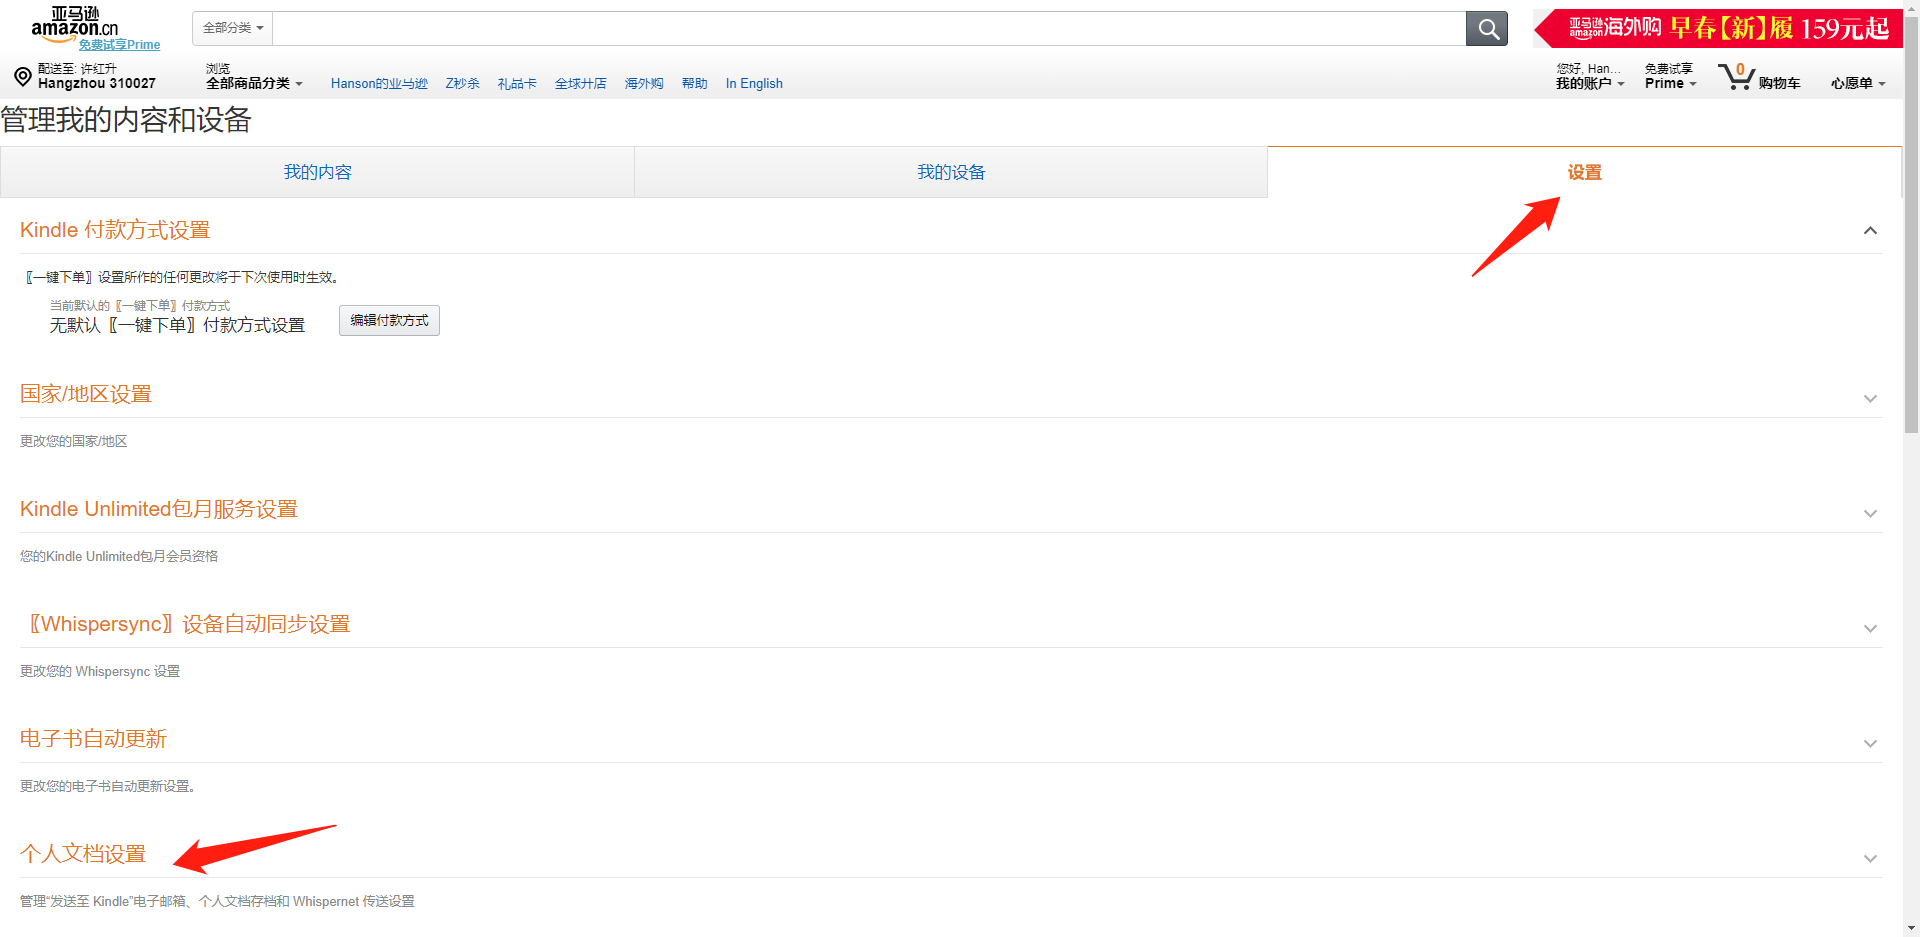 亚马逊
amazon.cn
免费试享Prime
全部分类
亚马逊
amazon
海外购
早春【新】履 159元起
配送至: 许红升
Hangzhou 310027
浏览
全部商品分类
Hanson的亚马逊 Z秒杀 礼品卡 全球开店 海外购 帮助 In English
您好, Han...
我的账户
免费试享
Prime
0
购物车
心愿单
管理我的内容和设备
我的内容 我的设备 设置
Kindle 付款方式设置
〖一键下单〗设置所作的任何更改将于下次使用时生效。
当前默认的〖一键下单〗付款方式
无默认〖一键下单〗付款方式设置
编辑付款方式
国家/地区设置
更改您的国家/地区
Kindle Unlimited包月服务设置
您的Kindle Unlimited包月会员资格
〖Whispersync〗设备自动同步设置
更改您的 Whispersync 设置
电子书自动更新
更改您的电子书自动更新设置。
个人文档设置
管理“发送至 Kindle”电子邮箱、个人文档存档和 Whispernet 传送设置